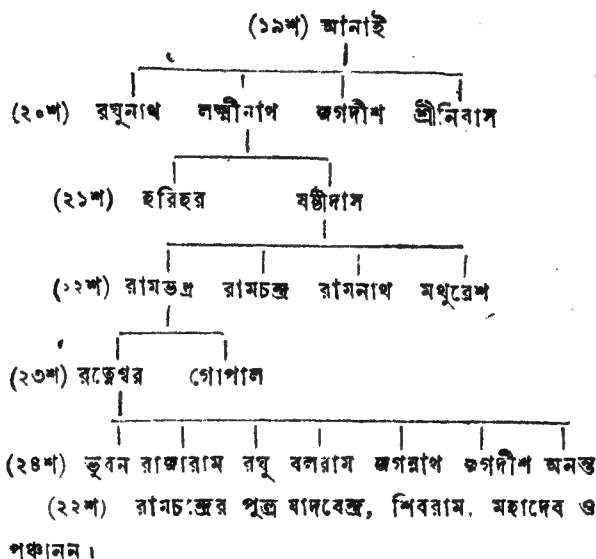 (১৯শ) আনাই
(২০শ) রঘুনাথ লক্ষ্মীনাথ জগদীশ শ্রীনিবাস
(২১শ) হরিহর ষষ্ঠীদাস
(২২শ) রামভদ্র রামচন্দ্র রামনাথ মথুরেশ
(২৩শ) রত্নেশ্বর গোপাল
(২৪শ) ভুবন রাজারাম রঘু বলরাম জগন্নাথ জগদীশ অনন্ত
(২২শ) রামচন্দ্রের পুত্র যাদবেন্দ্র, শিবরাম, মহাদেব ও
পঞ্চানন।